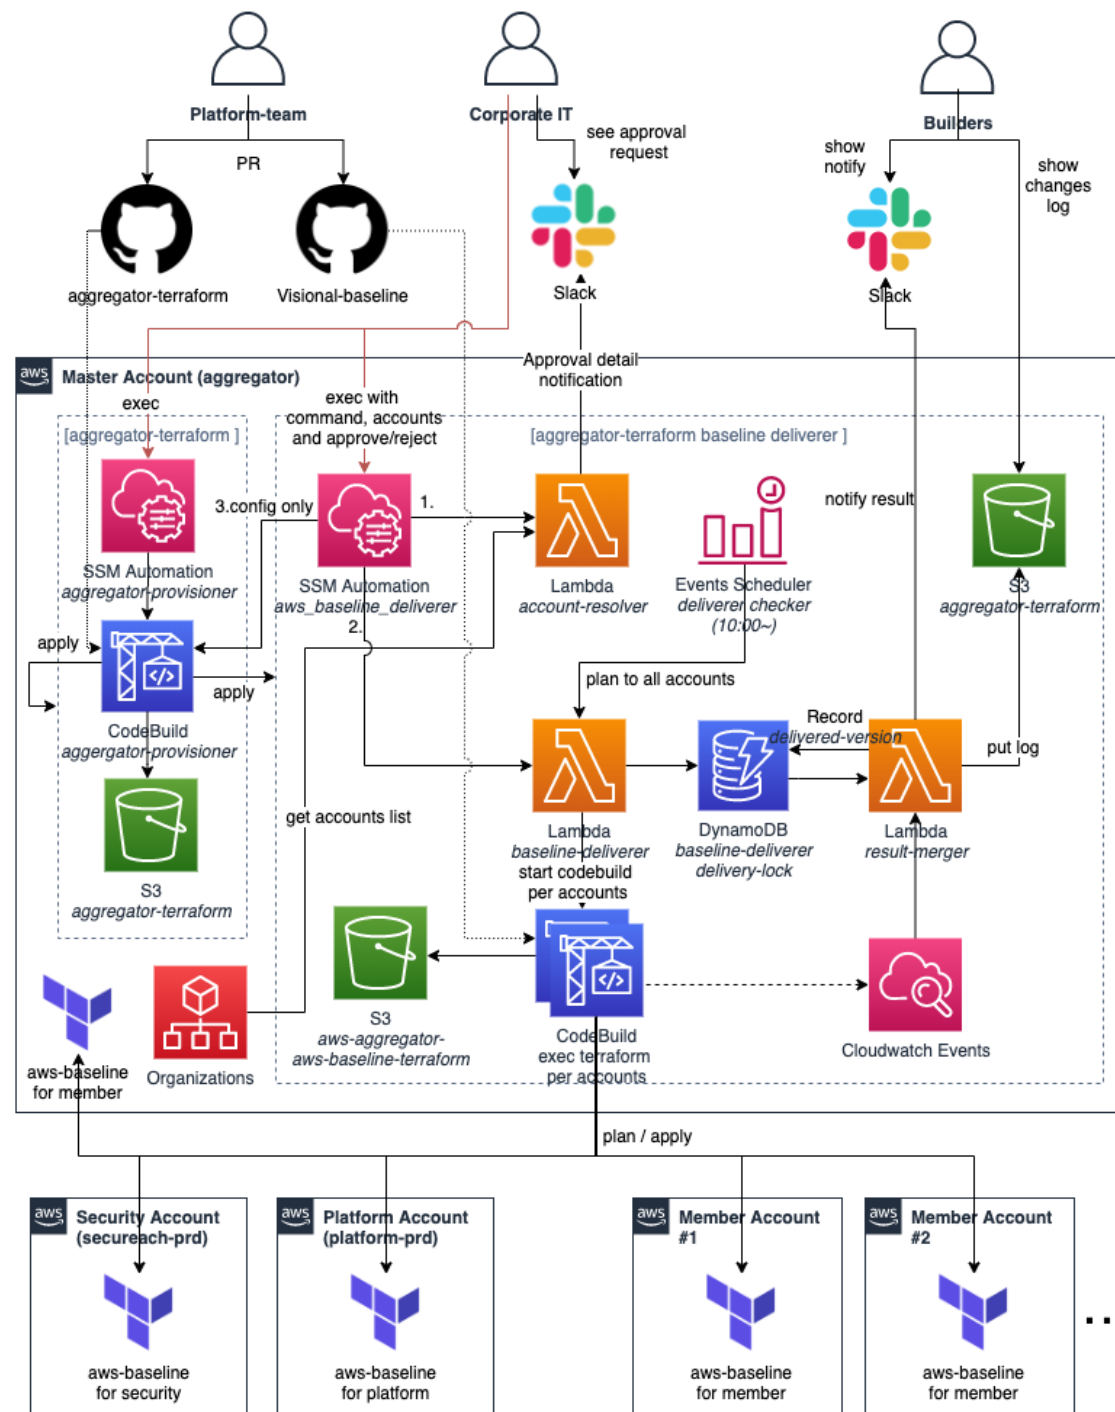 Platform-team
Corporate IT
Builders
PR
see approval
request
show
notify
show
changes
log
aggregator-terraform
Visional-baseline
Slack
Slack
Approval detail
notification
aws
Master Account (aggregator)
exec
exec with
command, accounts
and approve/reject
[aggregator-terraform ]
[aggregator-terraform baseline deliverer ]
3.config only
1.
notify result
SSM Automation
aggregator-provisioner
SSM Automation
aws_baseline_deliverer
2.
Lambda
account-resolver
Events Scheduler
deliverer checker
(10:00~)
S3
aggregator-terraform
apply
apply
plan to all accounts
CodeBuild
aggergator-provisioner
Record
delivered-version
put log
get accounts list
Lambda
baseline-deliverer
start codebuild
per accounts
DynamoDB
baseline-deliverer
delivery-lock
Lambda
result-merger
S3
aggregator-terraform
S3
aws-aggregator-
aws-baseline-terraform
CodeBuild
exec terraform
per accounts
Cloudwatch Events
aws-baseline
for member
Organizations
plan / apply
aws
Security Account
(secureach-prd)
aws
Platform Account
(platform-prd)
aws
Member Account
#1
aws
Member Account
#2
aws-baseline
for security
aws-baseline
for platform
aws-baseline
for member
aws-baseline
for member